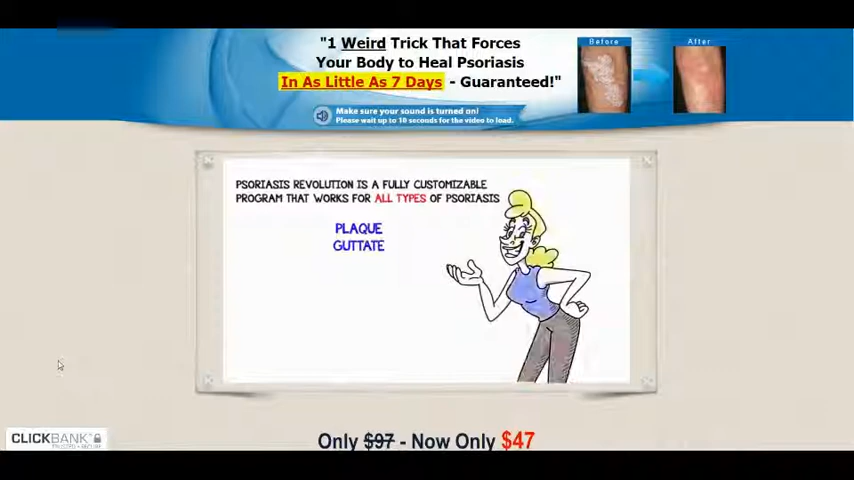 "1 Weird Trick That Forces
Your Body to Heal Psoriasis
In As Little As 7 Days - Guaranteed!"
Before
After
Make sure your sound is turned on!
Please wait up to 10 seconds for the video to load.
PSORIASIS REVOLUTION IS A FULLY CUSTOMIZABLE
PROGRAM THAT WORKS FOR ALL TYPES OF PSORIASIS
PLAQUE
GUTTATE
CLICKBANK
TRUSTED • SECURE
Only $97 - Now Only $47